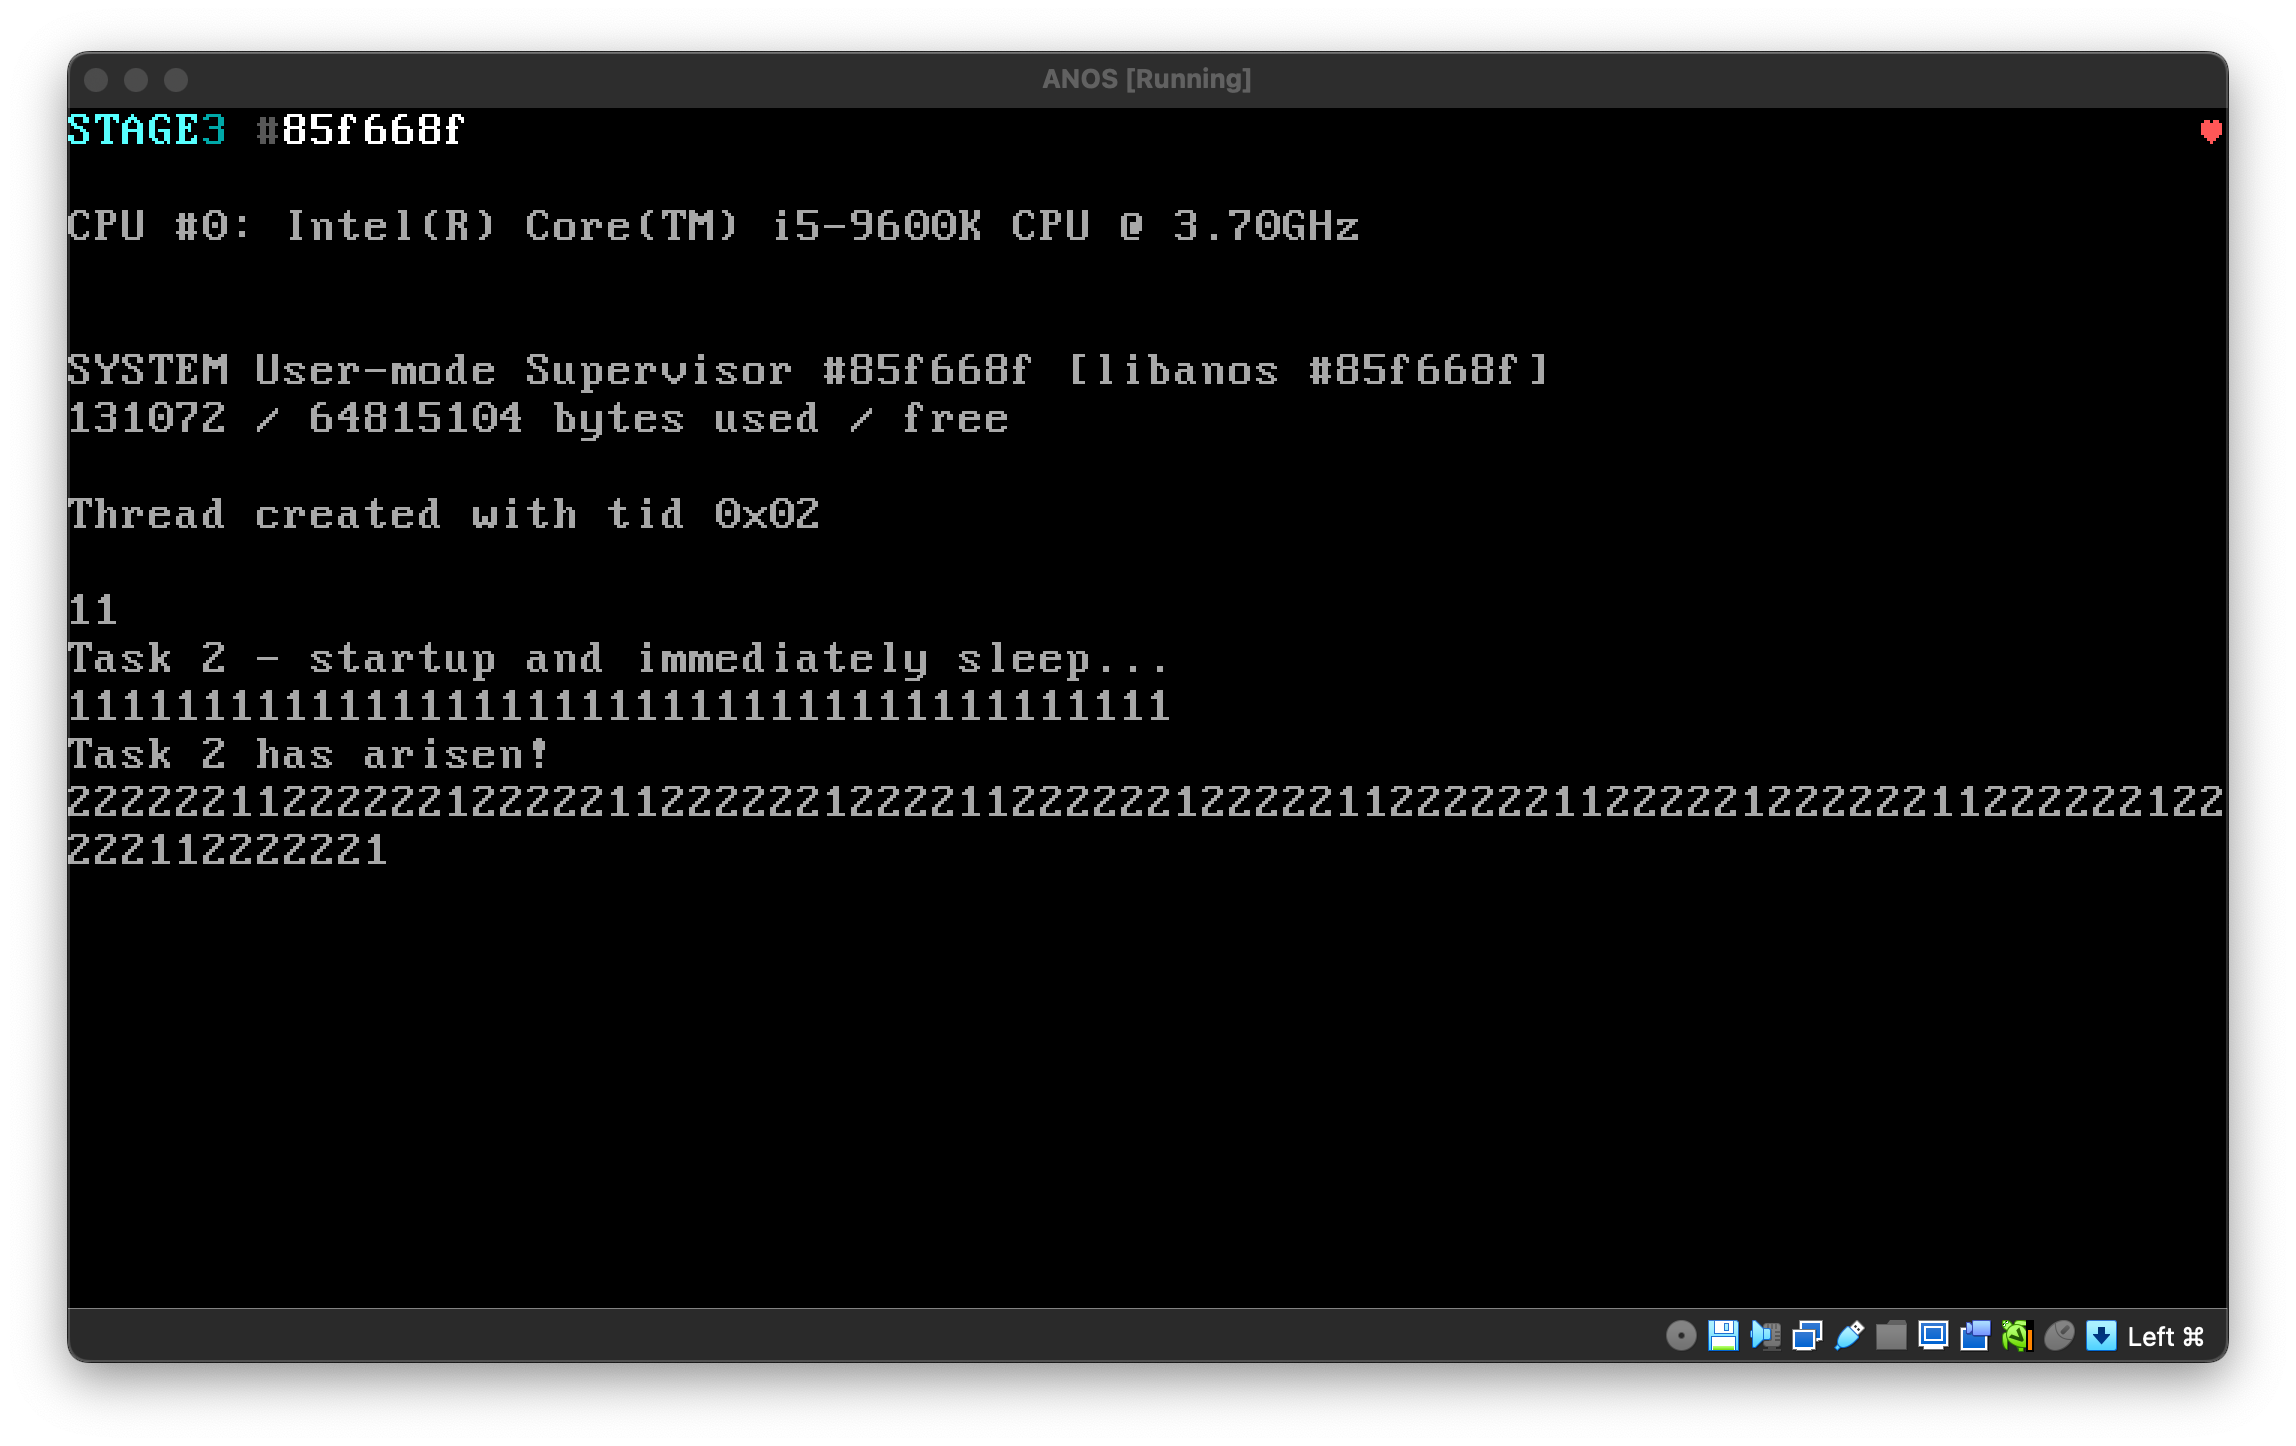 ANOS [Running]
STAGE3 #85f668f ♥
CPU #0: Intel(R) Core(TM) i5-9600K CPU @ 3.70GHz
SYSTEM User-mode Supervisor #85f668f [libanos #85f668f]
131072 / 64815104 bytes used / free
Thread created with tid 0x02
11
Task 2 - startup and immediately sleep...
11111111111111111111111111111111111111111
Task 2 has arisen!
22222211222222122222112222221222211222222122222112222221122222122222211222222122
222112222221
Left ⌘